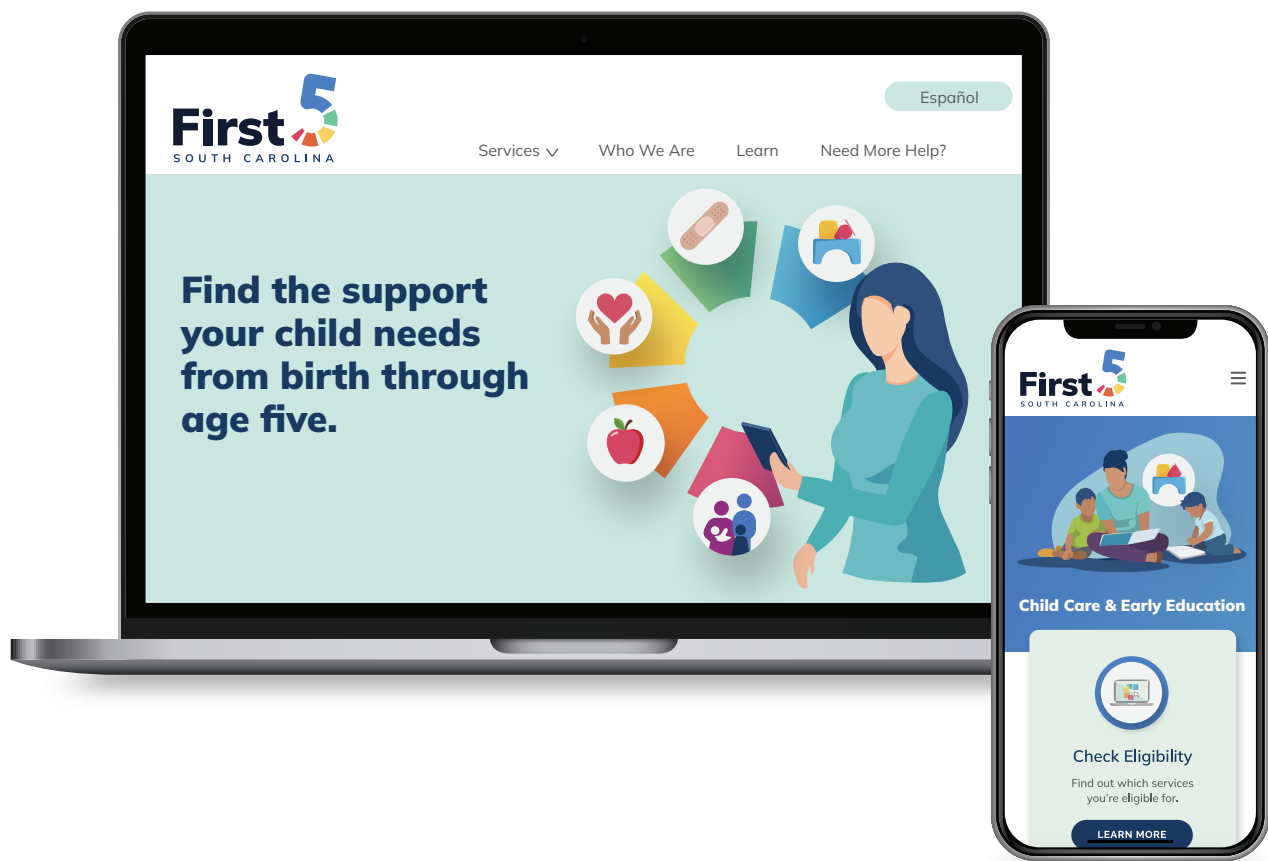 First 5
SOUTH CAROLINA
Español
Services
Who We Are
Learn
Need More Help?
Find the support
your child needs
from birth through
age five.
First 5
SOUTH CAROLINA
Child Care & Early Education
Check Eligibility
Find out which services
you're eligible for.
LEARN MORE